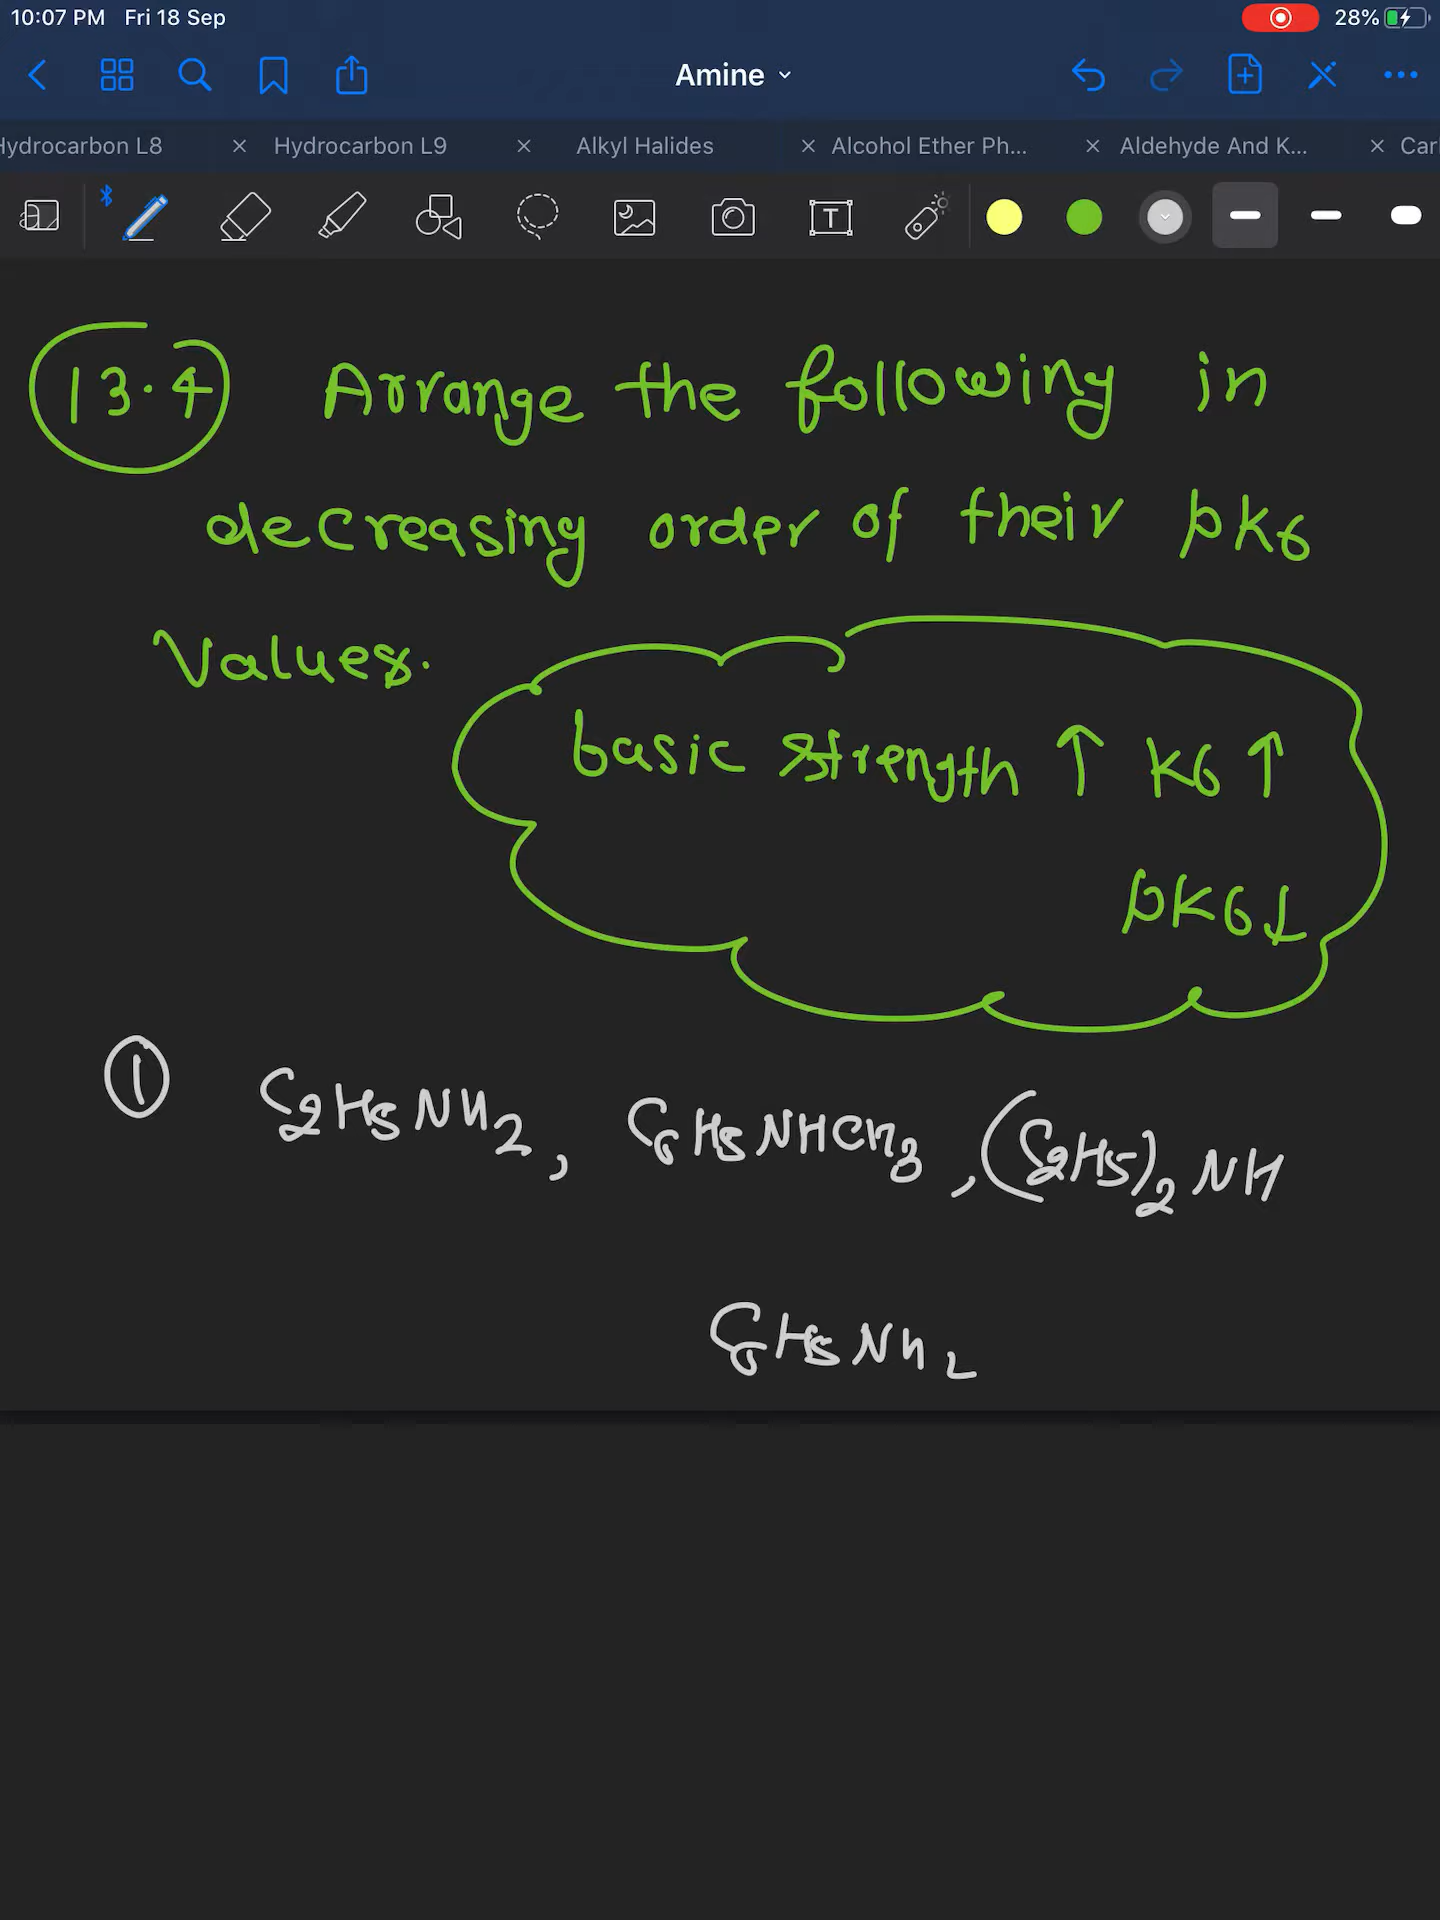 10:07 PM Fri 18 Sep 28%
Amine
Hydrocarbon L8 Hydrocarbon L9 Alkyl Halides Alcohol Ether Ph... Aldehyde And K... Car
T
13.4 Arrange the following in
decreasing order of their pKb
Values.
basic strength ↑ Kb ↑
pKb↓
① C2H5NH2, C6H5NHCH3, (C2H5)2 NH
C6H5NH2